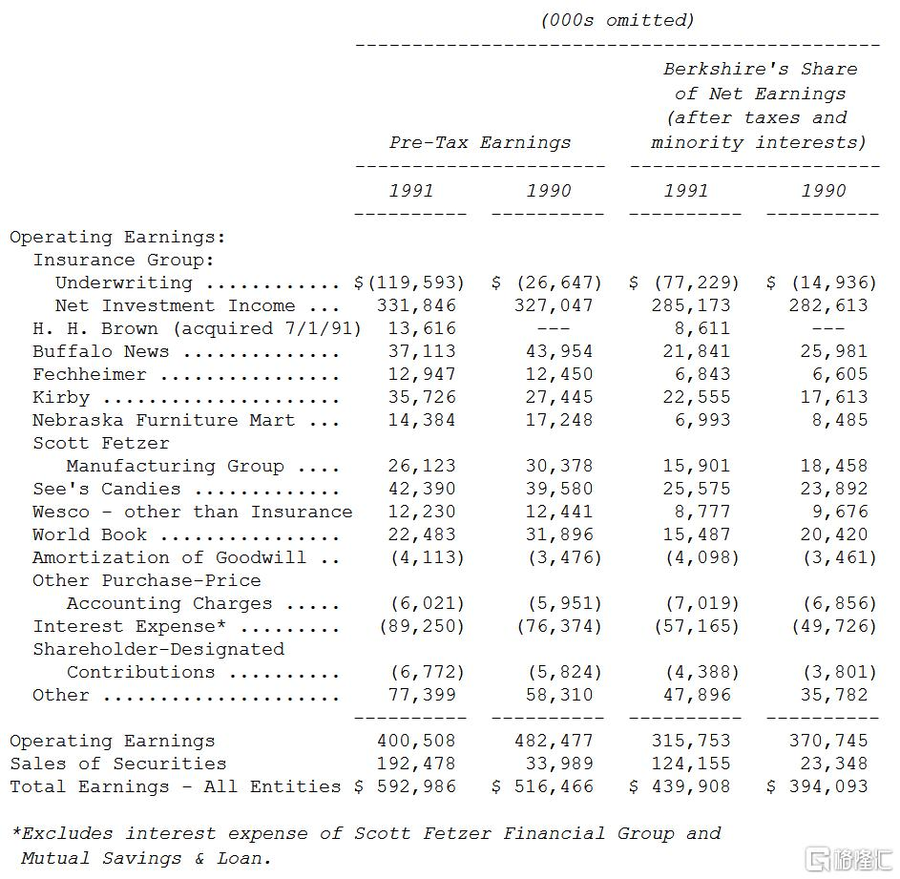 (000s omitted)
-----------------------------------------------
Berkshire's Share
of Net Earnings
(after taxes and
Pre-Tax Earnings minority interests)
---------------------- ----------------------
1991 1990 1991 1990
---------- ---------- ---------- ----------
Operating Earnings:
Insurance Group:
Underwriting ............ $(119,593) $ (26,647) $ (77,229) $ (14,936)
Net Investment Income ... 331,846 327,047 285,173 282,613
H. H. Brown (acquired 7/1/91) 13,616 --- 8,611 ---
Buffalo News .............. 37,113 43,954 21,841 25,981
Fechheimer ................ 12,947 12,450 6,843 6,605
Kirby ..................... 35,726 27,445 22,555 17,613
Nebraska Furniture Mart ... 14,384 17,248 6,993 8,485
Scott Fetzer
Manufacturing Group .... 26,123 30,378 15,901 18,458
See's Candies ............. 42,390 39,580 25,575 23,892
Wesco - other than Insurance 12,230 12,441 8,777 9,676
World Book ................ 22,483 31,896 15,487 20,420
Amortization of Goodwill .. (4,113) (3,476) (4,098) (3,461)
Other Purchase-Price
Accounting Charges ..... (6,021) (5,951) (7,019) (6,856)
Interest Expense* ......... (89,250) (76,374) (57,165) (49,726)
Shareholder-Designated
Contributions .......... (6,772) (5,824) (4,388) (3,801)
Other ..................... 77,399 58,310 47,896 35,782
---------- ---------- ---------- ----------
Operating Earnings 400,508 482,477 315,753 370,745
Sales of Securities 192,478 33,989 124,155 23,348
Total Earnings - All Entities $ 592,986 $ 516,466 $ 439,908 $ 394,093
*Excludes interest expense of Scott Fetzer Financial Group and
Mutual Savings & Loan.
格隆汇